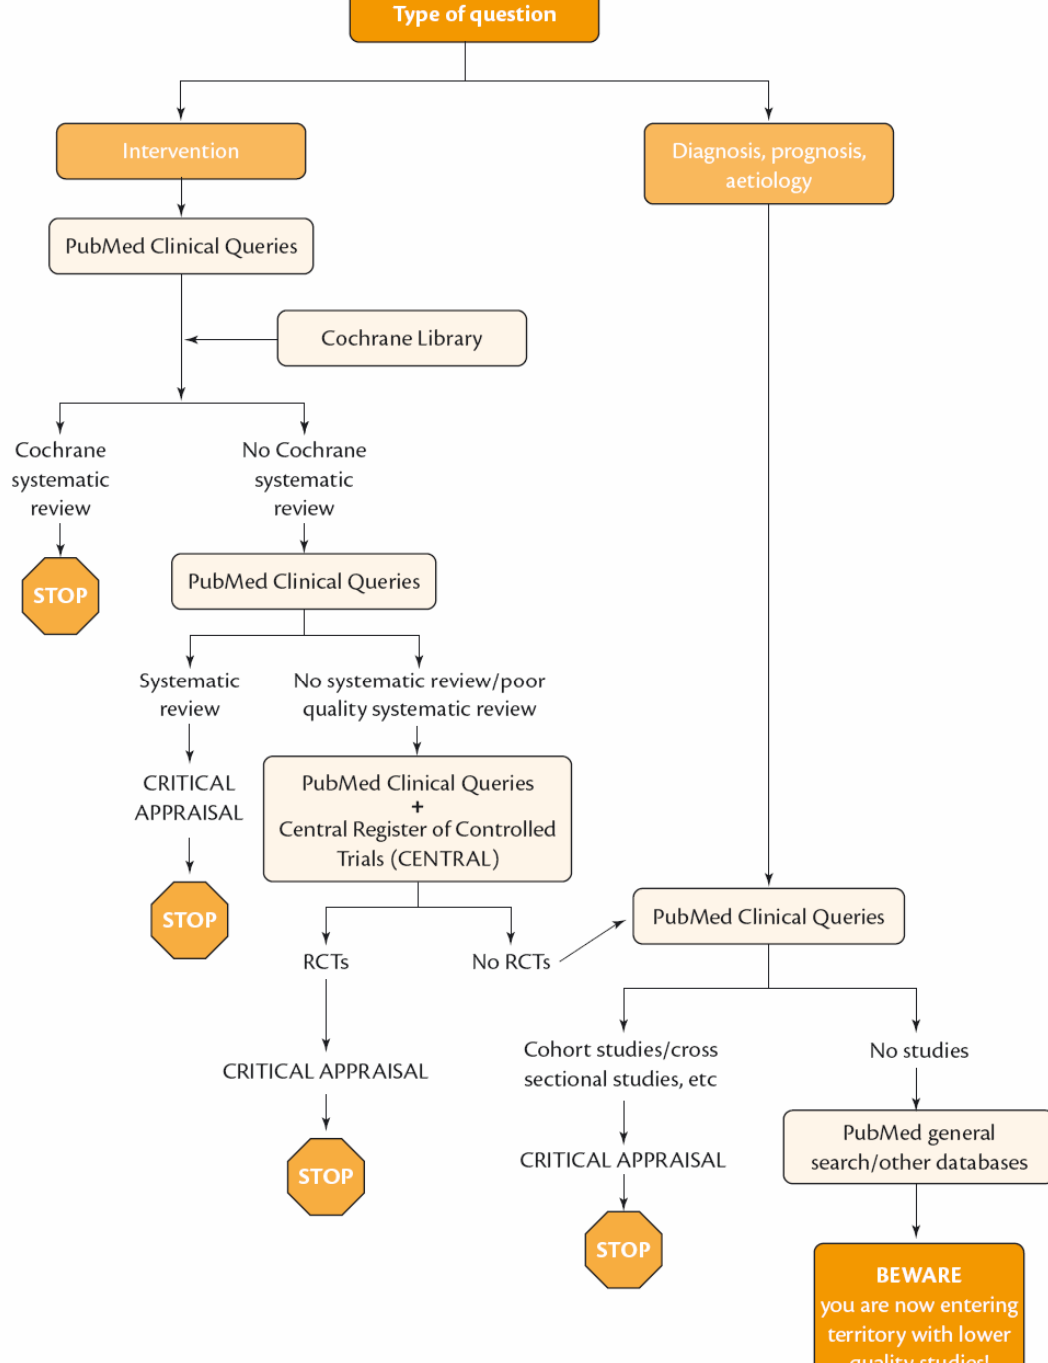 Type of question
Intervention
Diagnosis, prognosis,
aetiology
PubMed Clinical Queries
Cochrane Library
Cochrane
systematic
review
No Cochrane
systematic
review
STOP
PubMed Clinical Queries
Systematic
review
No systematic review/poor
quality systematic review
CRITICAL
APPRAISAL
PubMed Clinical Queries
+
Central Register of Controlled
Trials (CENTRAL)
STOP
PubMed Clinical Queries
RCTs
No RCTs
Cohort studies/cross
sectional studies, etc
No studies
CRITICAL APPRAISAL
PubMed general
search/other databases
CRITICAL APPRAISAL
STOP
STOP
BEWARE
you are now entering
territory with lower
quality studies!